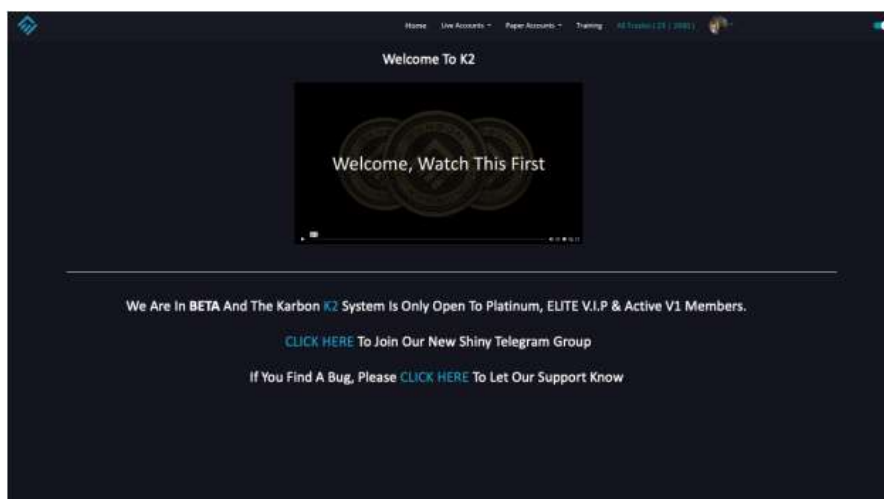 Home Live Accounts Paper Accounts Training
Welcome To K2
Welcome, Watch This First
We Are In BETA And The Karbon K2 System Is Only Open To Platinum, ELITE V.I.P & Active V1 Members.
CLICK HERE To Join Our New Shiny Telegram Group
If You Find A Bug, Please CLICK HERE To Let Our Support Know